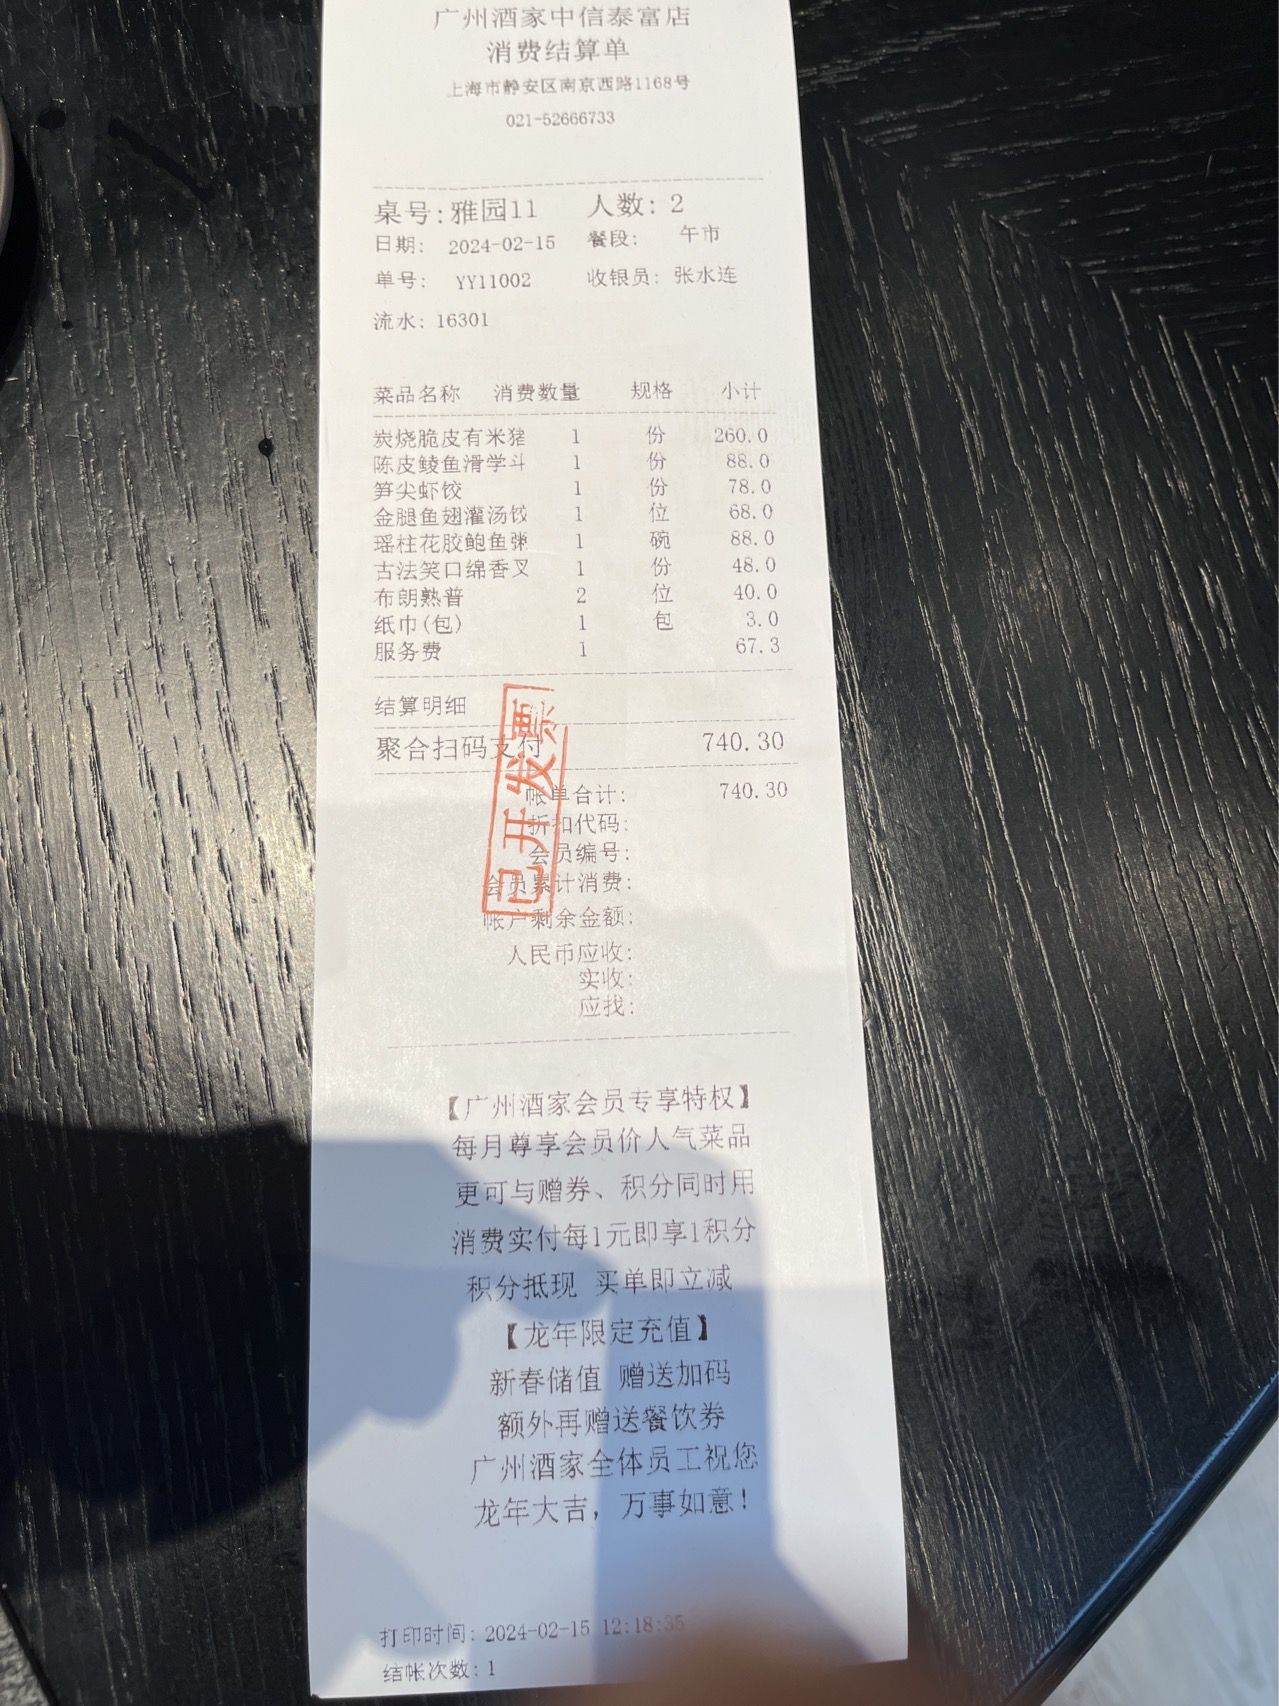 广州酒家中信泰富店
消费结算单
上海市静安区南京西路1168号
021-52666733
桌号:雅园11 人数: 2
日期: 2024-02-15 餐段: 午市
单号: YY11002 收银员: 张水连
流水: 16301
菜品名称 消费数量 规格 小计
炭烧脆皮有米猪 1 份 260.0
陈皮鲮鱼滑学斗 1 份 88.0
笋尖虾饺 1 份 78.0
金腿鱼翅灌汤饺 1 位 68.0
瑶柱花胶鲍鱼粥 1 碗 88.0
古法笑口绵香叉 1 份 48.0
布朗熟普 2 位 40.0
纸巾(包) 1 包 3.0
服务费 1 67.3
结算明细
聚合扫码支付 740.30
已开发票
帐单合计: 740.30
折扣代码:
会员编号:
会员累计消费:
帐户剩余金额:
人民币应收:
实收:
应找:
【广州酒家会员专享特权】
每月尊享会员价人气菜品
更可与赠券、积分同时用
消费实付每1元即享1积分
积分抵现 买单即立减
【龙年限定充值】
新春储值 赠送加码
额外再赠送餐饮券
广州酒家全体员工祝您
龙年大吉，万事如意!
打印时间: 2024-02-15 12:18:35
结帐次数: 1